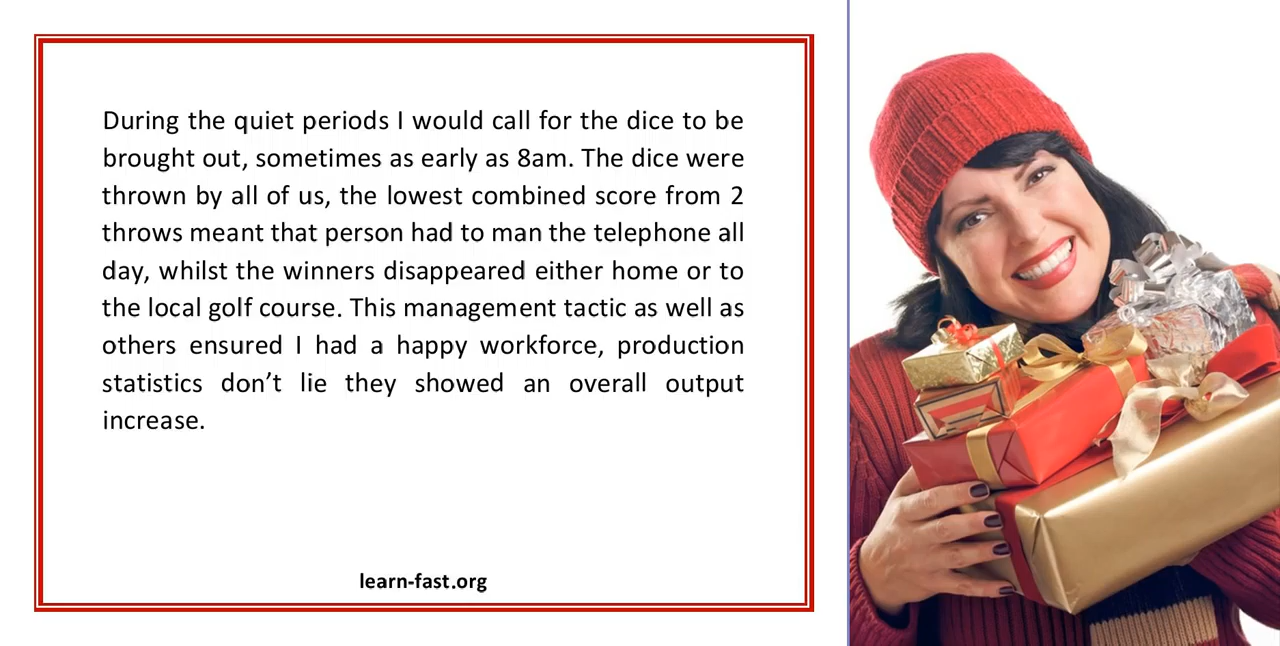 During the quiet periods I would call for the dice to be
brought out, sometimes as early as 8am. The dice were
thrown by all of us, the lowest combined score from 2
throws meant that person had to man the telephone all
day, whilst the winners disappeared either home or to
the local golf course. This management tactic as well as
others ensured I had a happy workforce, production
statistics don’t lie they showed an overall output
increase.
learn-fast.org